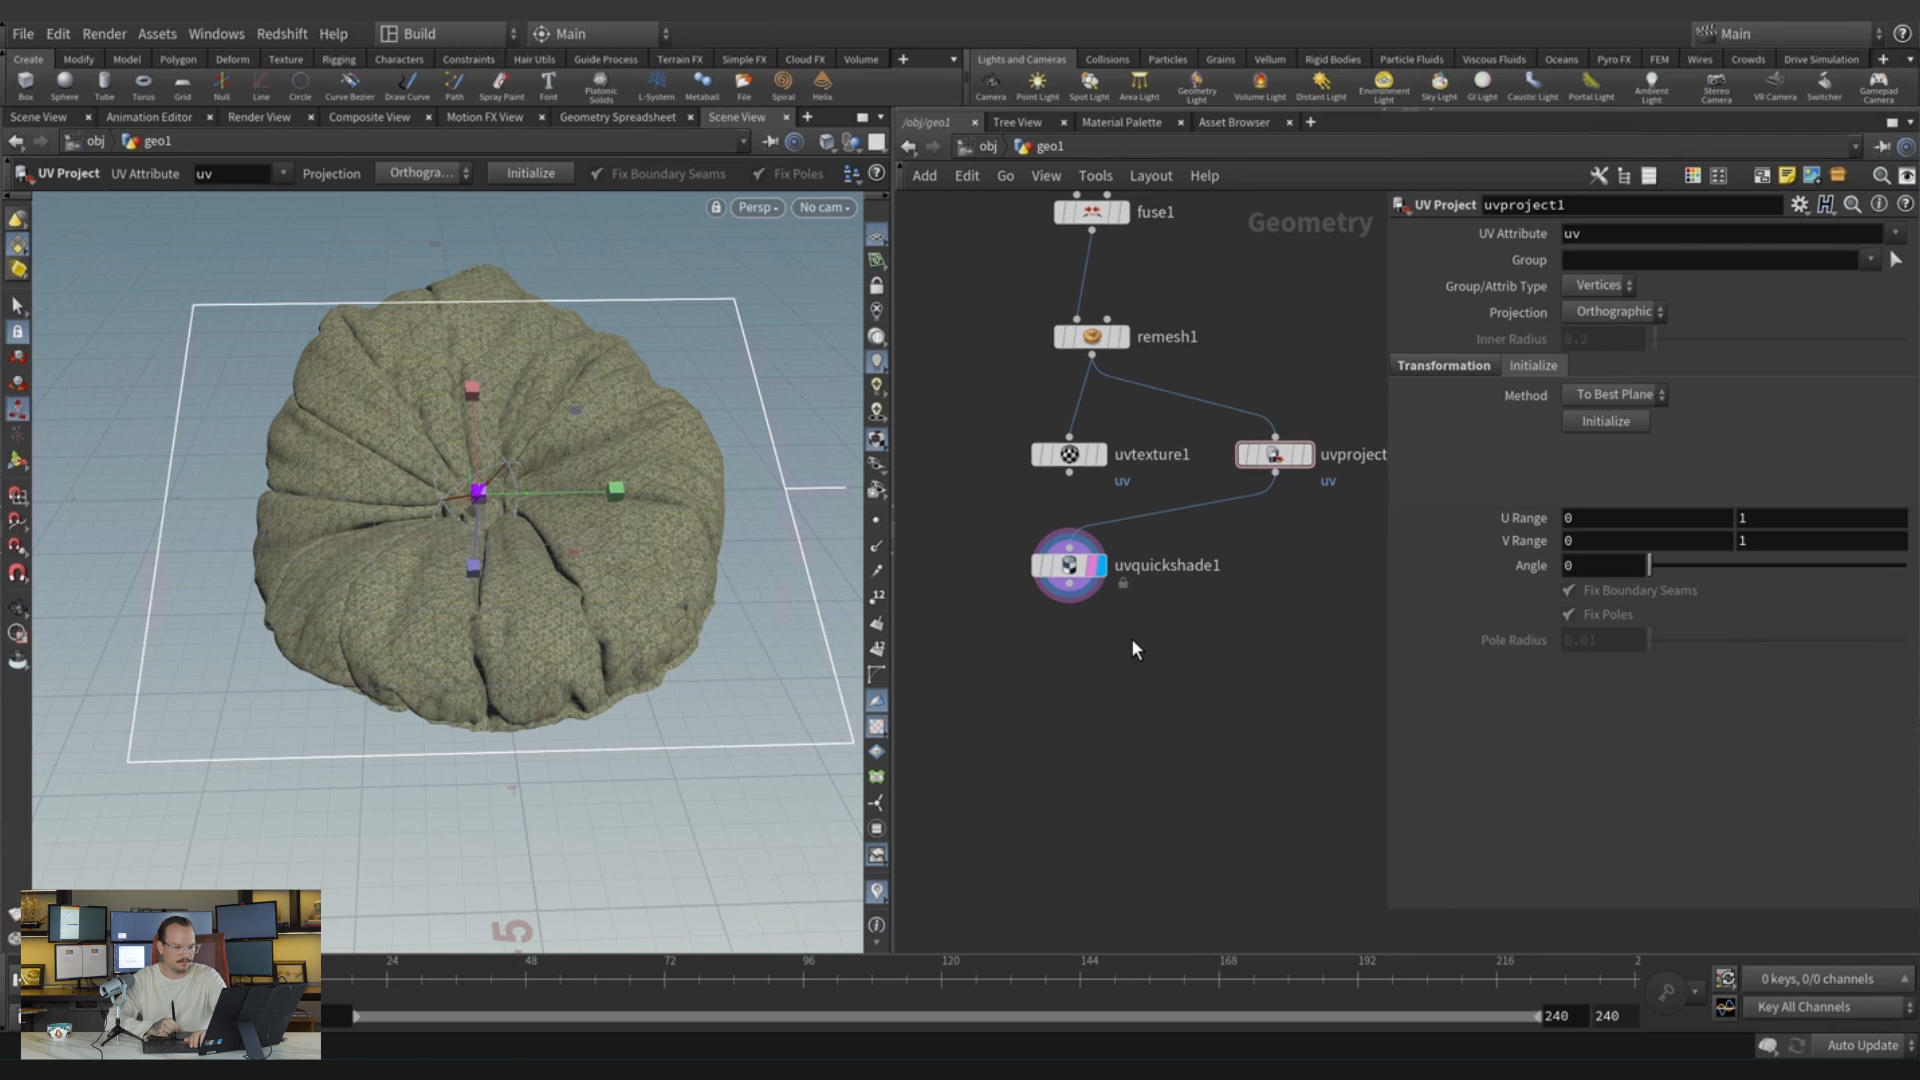 File Edit Render Assets Windows Redshift Help Build Main Main
Create Modify Model Polygon Deform Texture Rigging Characters Constraints Hair Utils Guide Process Terrain FX Simple FX Cloud FX Volume
Lights and Cameras Collisions Particles Grains Vellum Rigid Bodies Particle Fluids Viscous Fluids Oceans Pyro FX FEM Wires Crowds Drive Simulation
Box Sphere Tube Torus Grid Null Line Circle Curve Bezier Draw Curve Path Spray Paint Font Platonic Solids L-System Metaball File Spiral Helix
Camera Point Light Spot Light Area Light Geometry Light Volume Light Distant Light Environment Light Sky Light GI Light Caustic Light Portal Light Ambient Light Stereo Camera VR Camera Switcher Gamepad Camera
Scene View Animation Editor Render View Composite View Motion FX View Geometry Spreadsheet Scene View
/obj/geo1 Tree View Material Palette Asset Browser
obj geo1
obj geo1
UV Project UV Attribute uv Projection Orthogra... Initialize Fix Boundary Seams Fix Poles
Add Edit Go View Tools Layout Help
Persp No cam
5
Geometry
fuse1
remesh1
uvtexture1
uv
uvproject
uv
uvquickshade1
UV Project uvproject1
UV Attribute uv
Group
Group/Attrib Type Vertices
Projection Orthographic
Inner Radius 0.2
Transformation Initialize
Method To Best Plane
Initialize
U Range 0 1
V Range 0 1
Angle 0
Fix Boundary Seams
Fix Poles
Pole Radius 0.01
12
12
24 48 72 96 120 144 168 192 216 2
240 240
0 keys, 0/0 channels
Key All Channels
Auto Update